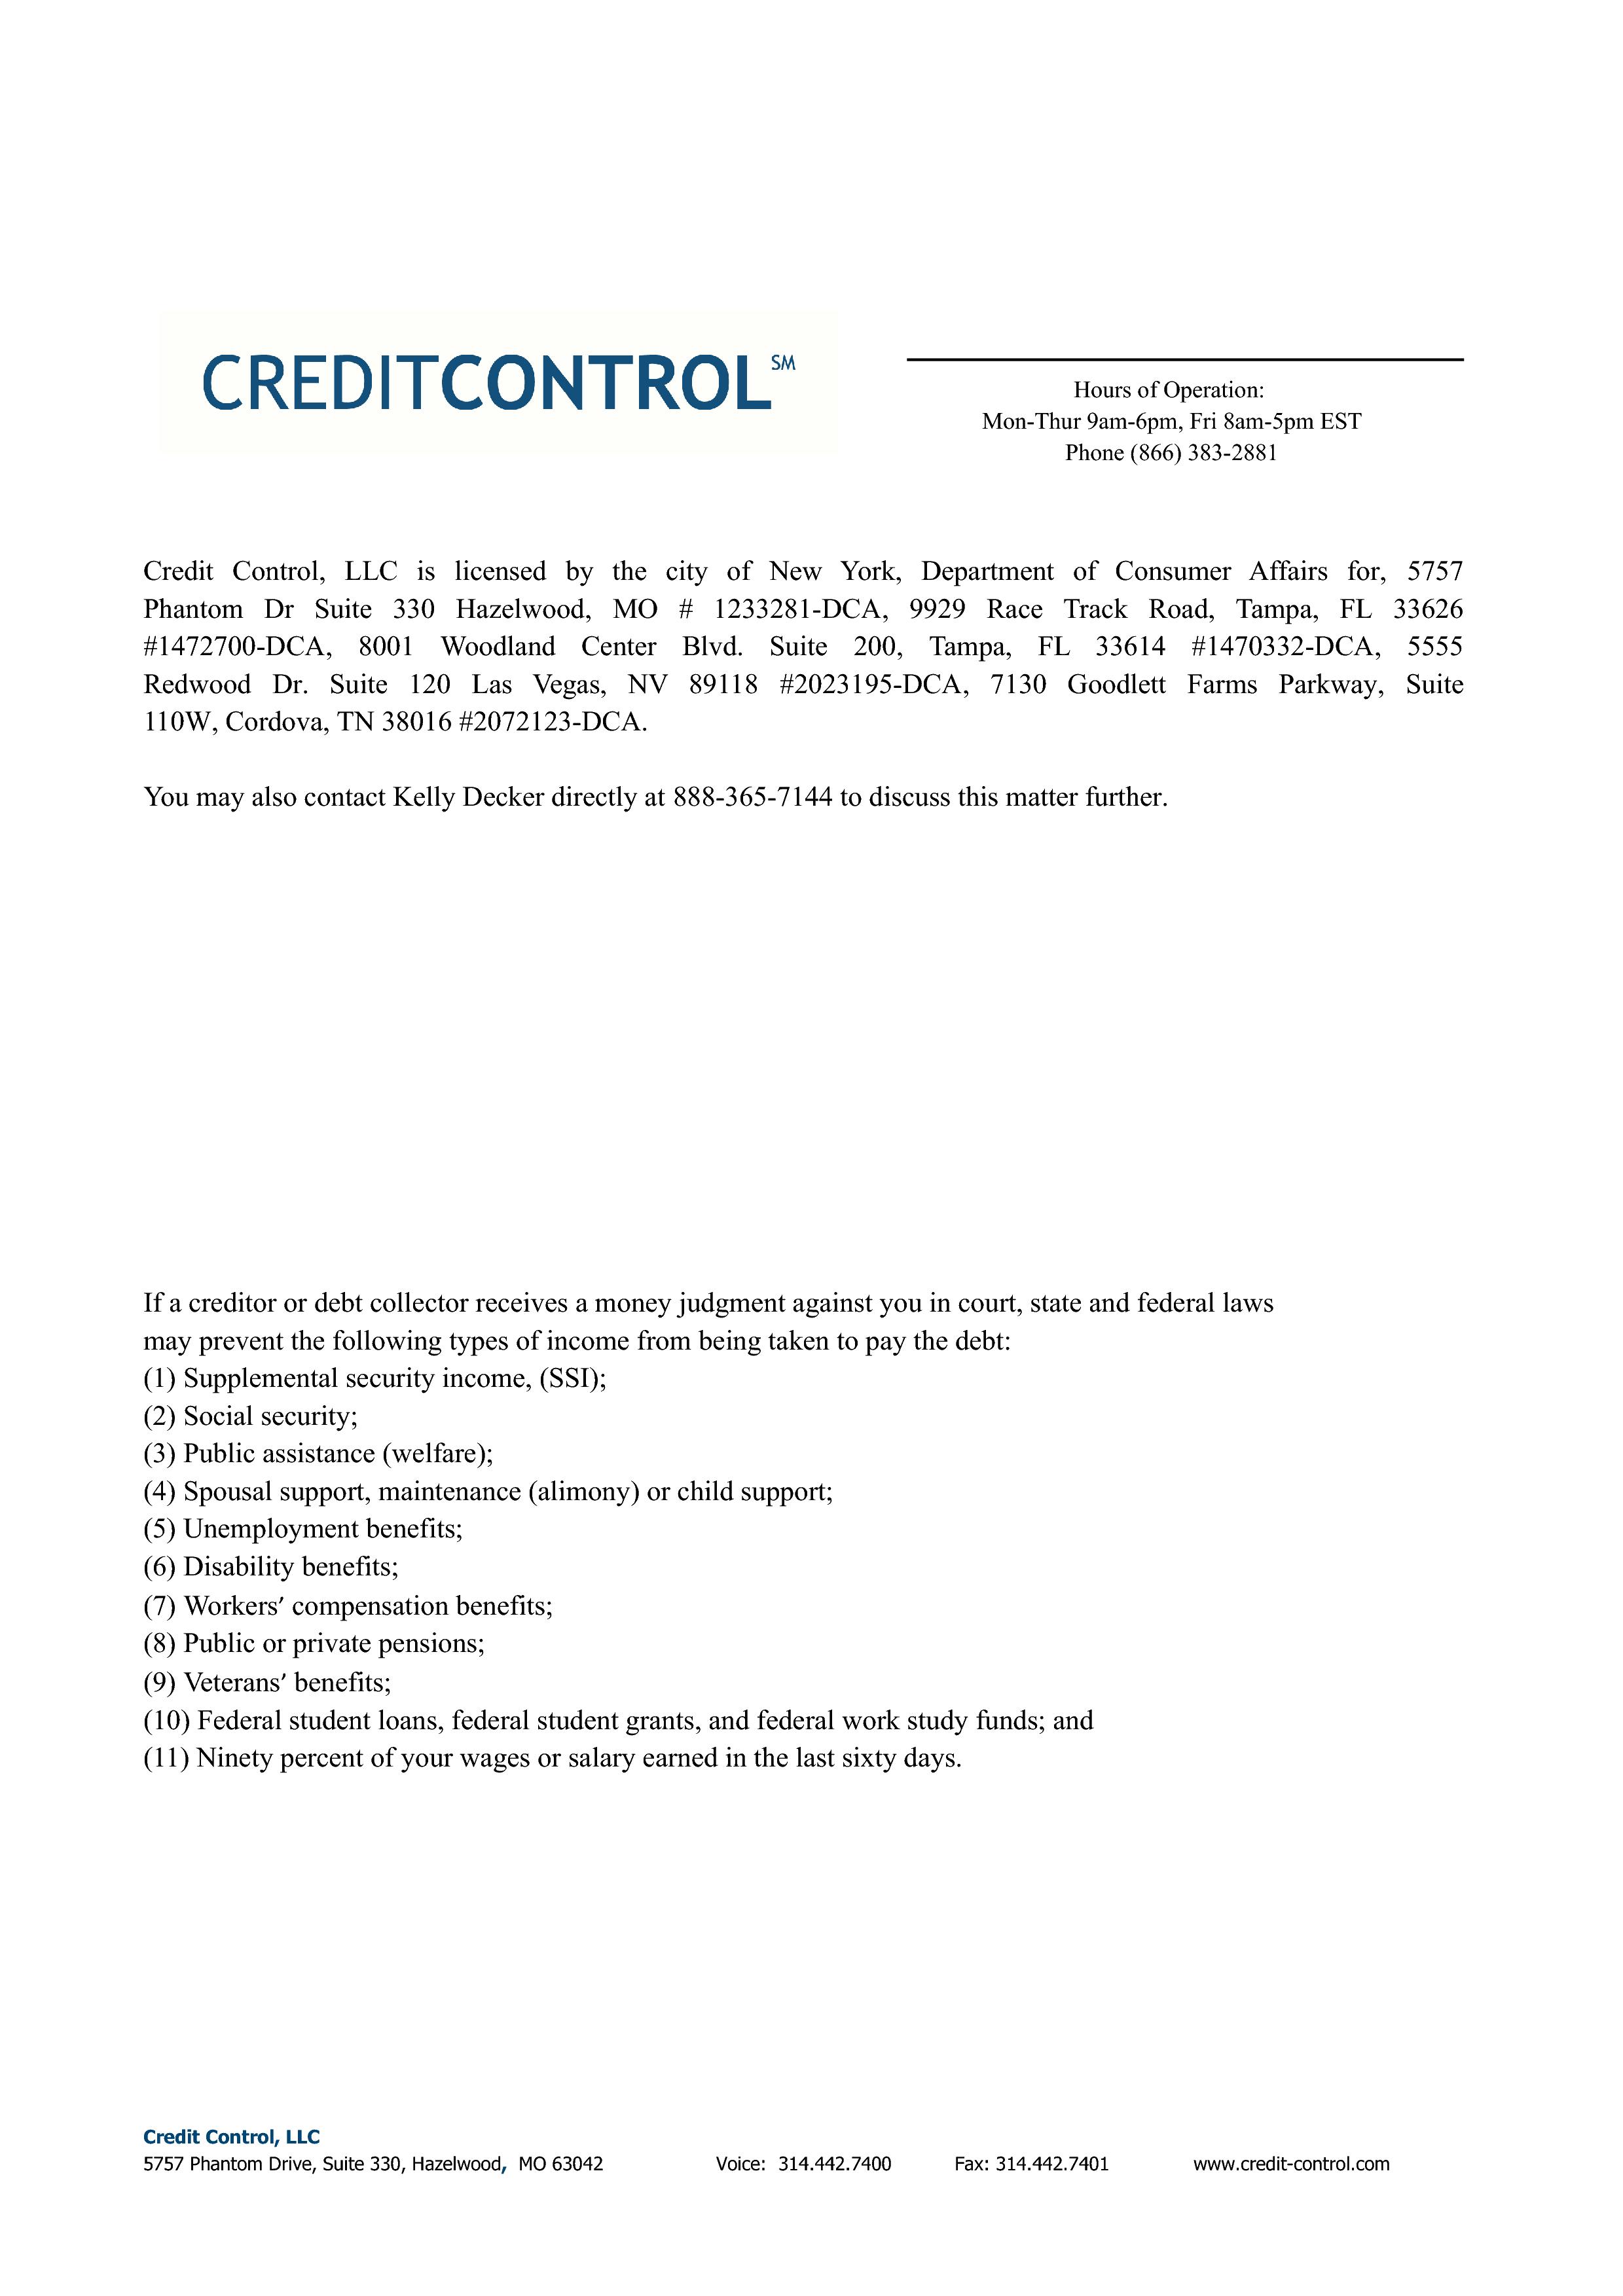 CREDITCONTROL SM
Hours of Operation:
Mon-Thur 9am-6pm, Fri 8am-5pm EST
Phone (866) 383-2881
Credit Control, LLC is licensed by the city of New York, Department of Consumer Affairs for, 5757
Phantom Dr Suite 330 Hazelwood, MO # 1233281-DCA, 9929 Race Track Road, Tampa, FL 33626
#1472700-DCA, 8001 Woodland Center Blvd. Suite 200, Tampa, FL 33614 #1470332-DCA, 5555
Redwood Dr. Suite 120 Las Vegas, NV 89118 #2023195-DCA, 7130 Goodlett Farms Parkway, Suite
110W, Cordova, TN 38016 #2072123-DCA.
You may also contact Kelly Decker directly at 888-365-7144 to discuss this matter further.
If a creditor or debt collector receives a money judgment against you in court, state and federal laws
may prevent the following types of income from being taken to pay the debt:
(1) Supplemental security income, (SSI);
(2) Social security;
(3) Public assistance (welfare);
(4) Spousal support, maintenance (alimony) or child support;
(5) Unemployment benefits;
(6) Disability benefits;
(7) Workers’ compensation benefits;
(8) Public or private pensions;
(9) Veterans’ benefits;
(10) Federal student loans, federal student grants, and federal work study funds; and
(11) Ninety percent of your wages or salary earned in the last sixty days.
Credit Control, LLC
5757 Phantom Drive, Suite 330, Hazelwood, MO 63042 Voice: 314.442.7400 Fax: 314.442.7401 www.credit-control.com